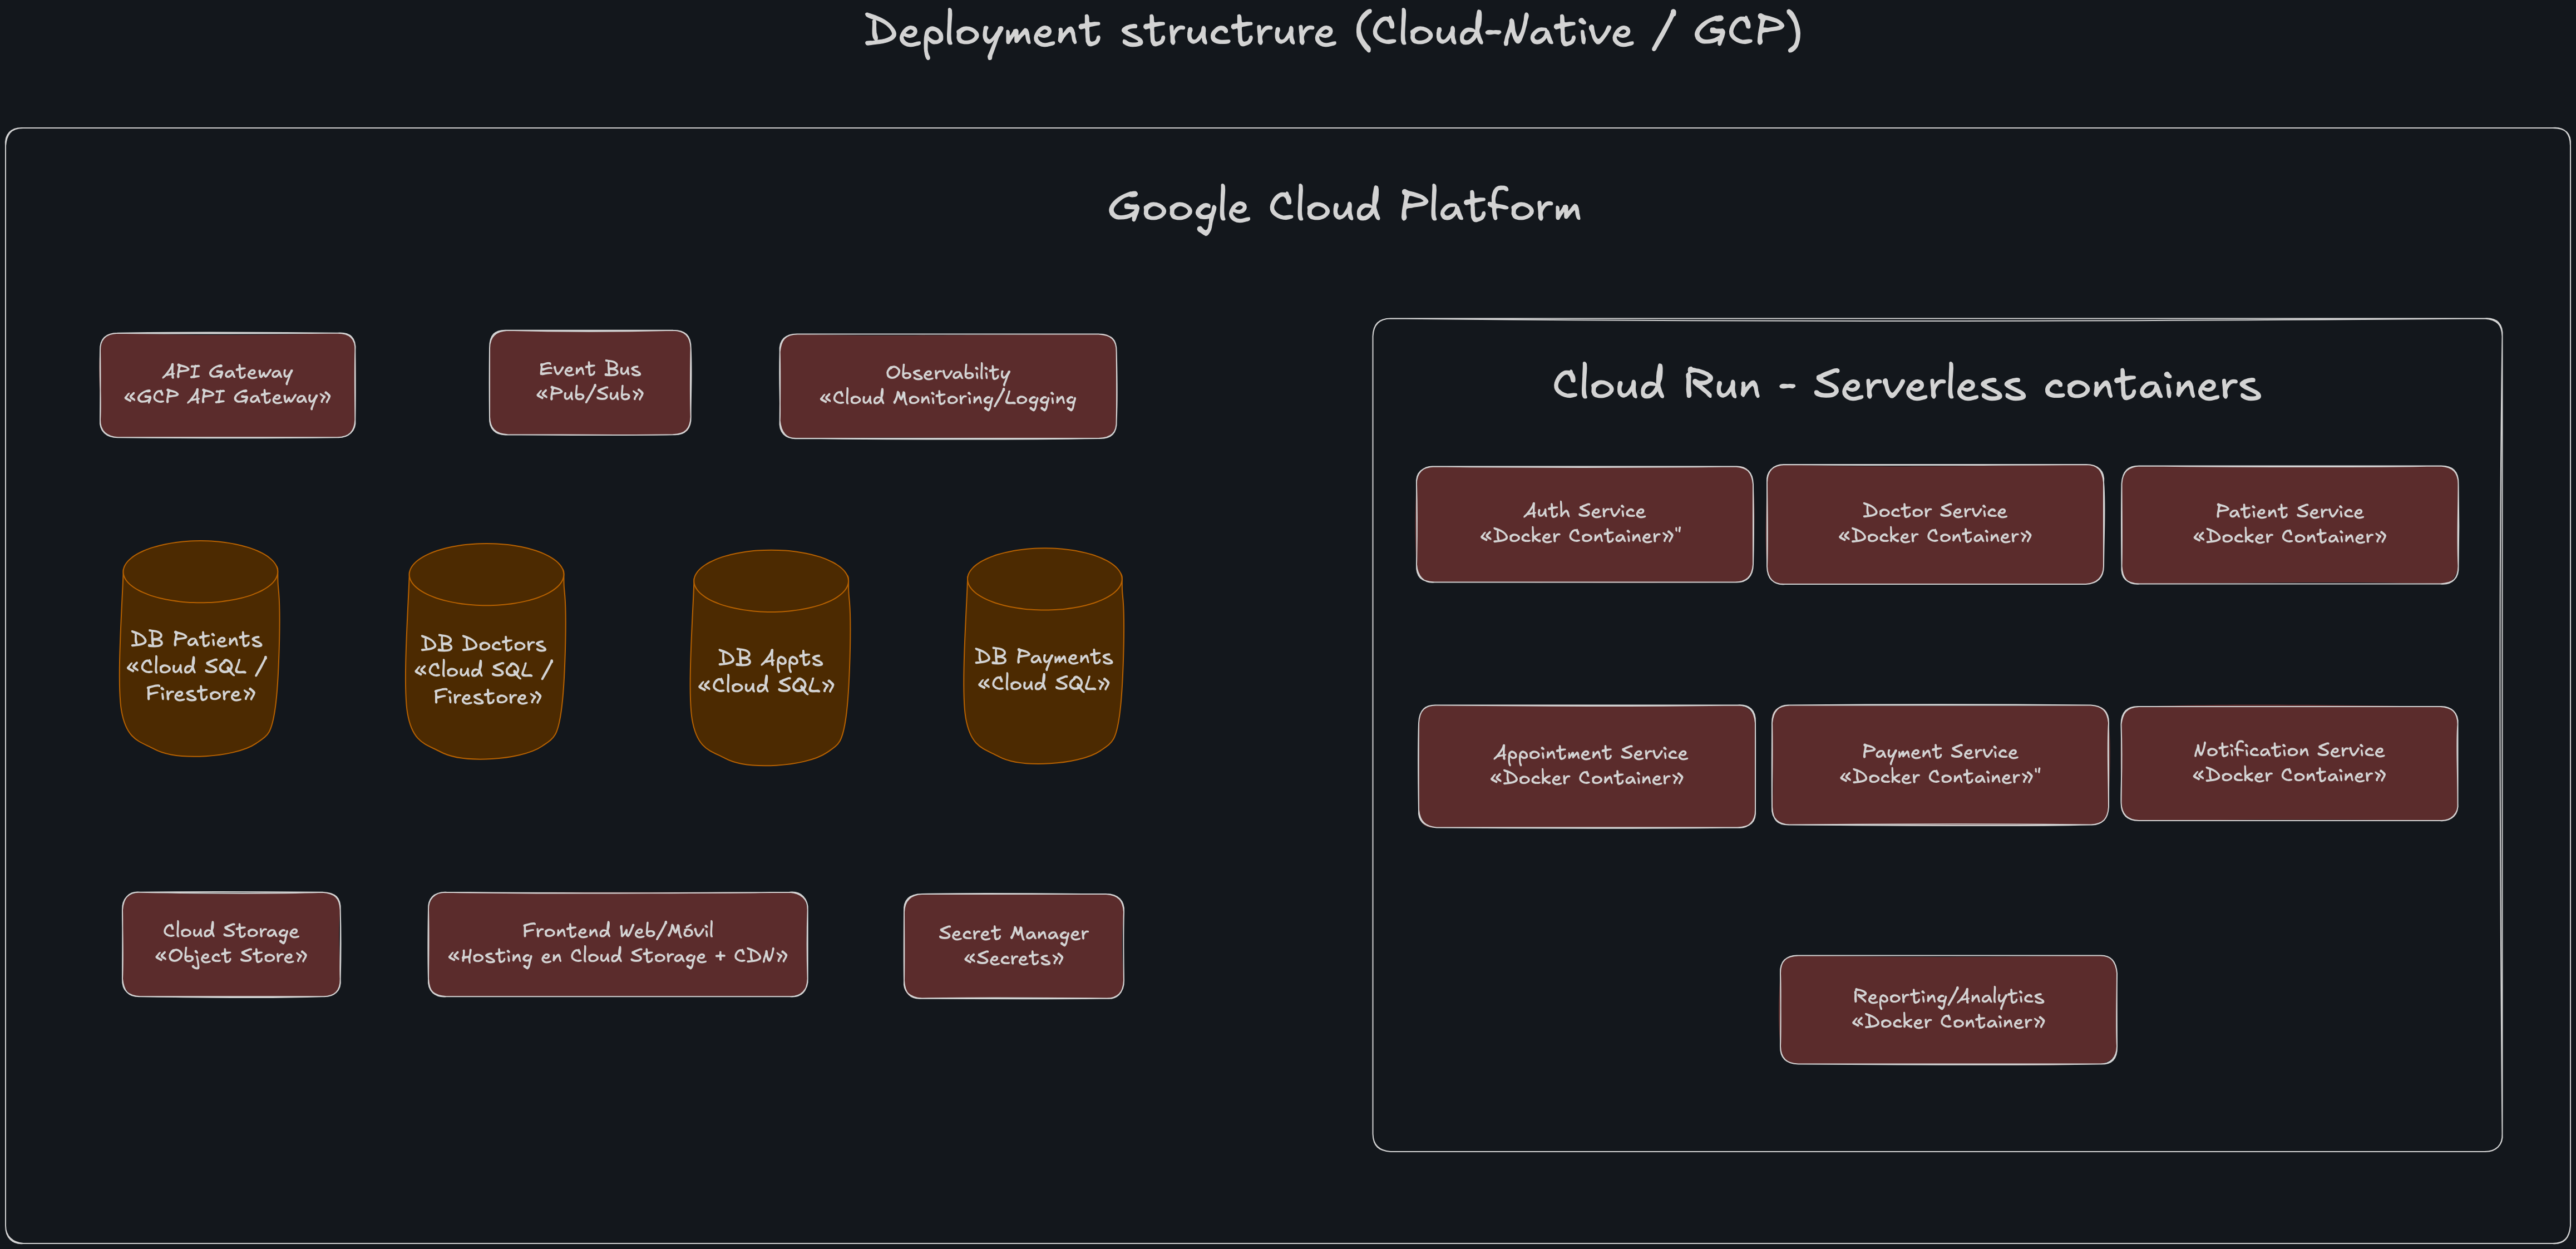 Deployment structrure (Cloud-Native / GCP)
Google Cloud Platform
API Gateway
«GCP API Gateway»
Event Bus
«Pub/Sub»
Observability
«Cloud Monitoring/Logging
DB Patients
«Cloud SQL /
Firestore»
DB Doctors
«Cloud SQL /
Firestore»
DB Appts
«Cloud SQL»
DB Payments
«Cloud SQL»
Cloud Storage
«Object Store»
Frontend Web/Móvil
«Hosting en Cloud Storage + CDN»
Secret Manager
«Secrets»
Cloud Run - Serverless containers
Auth Service
«Docker Container»"
Doctor Service
«Docker Container»
Patient Service
«Docker Container»
Appointment Service
«Docker Container»
Payment Service
«Docker Container»"
Notification Service
«Docker Container»
Reporting/Analytics
«Docker Container»